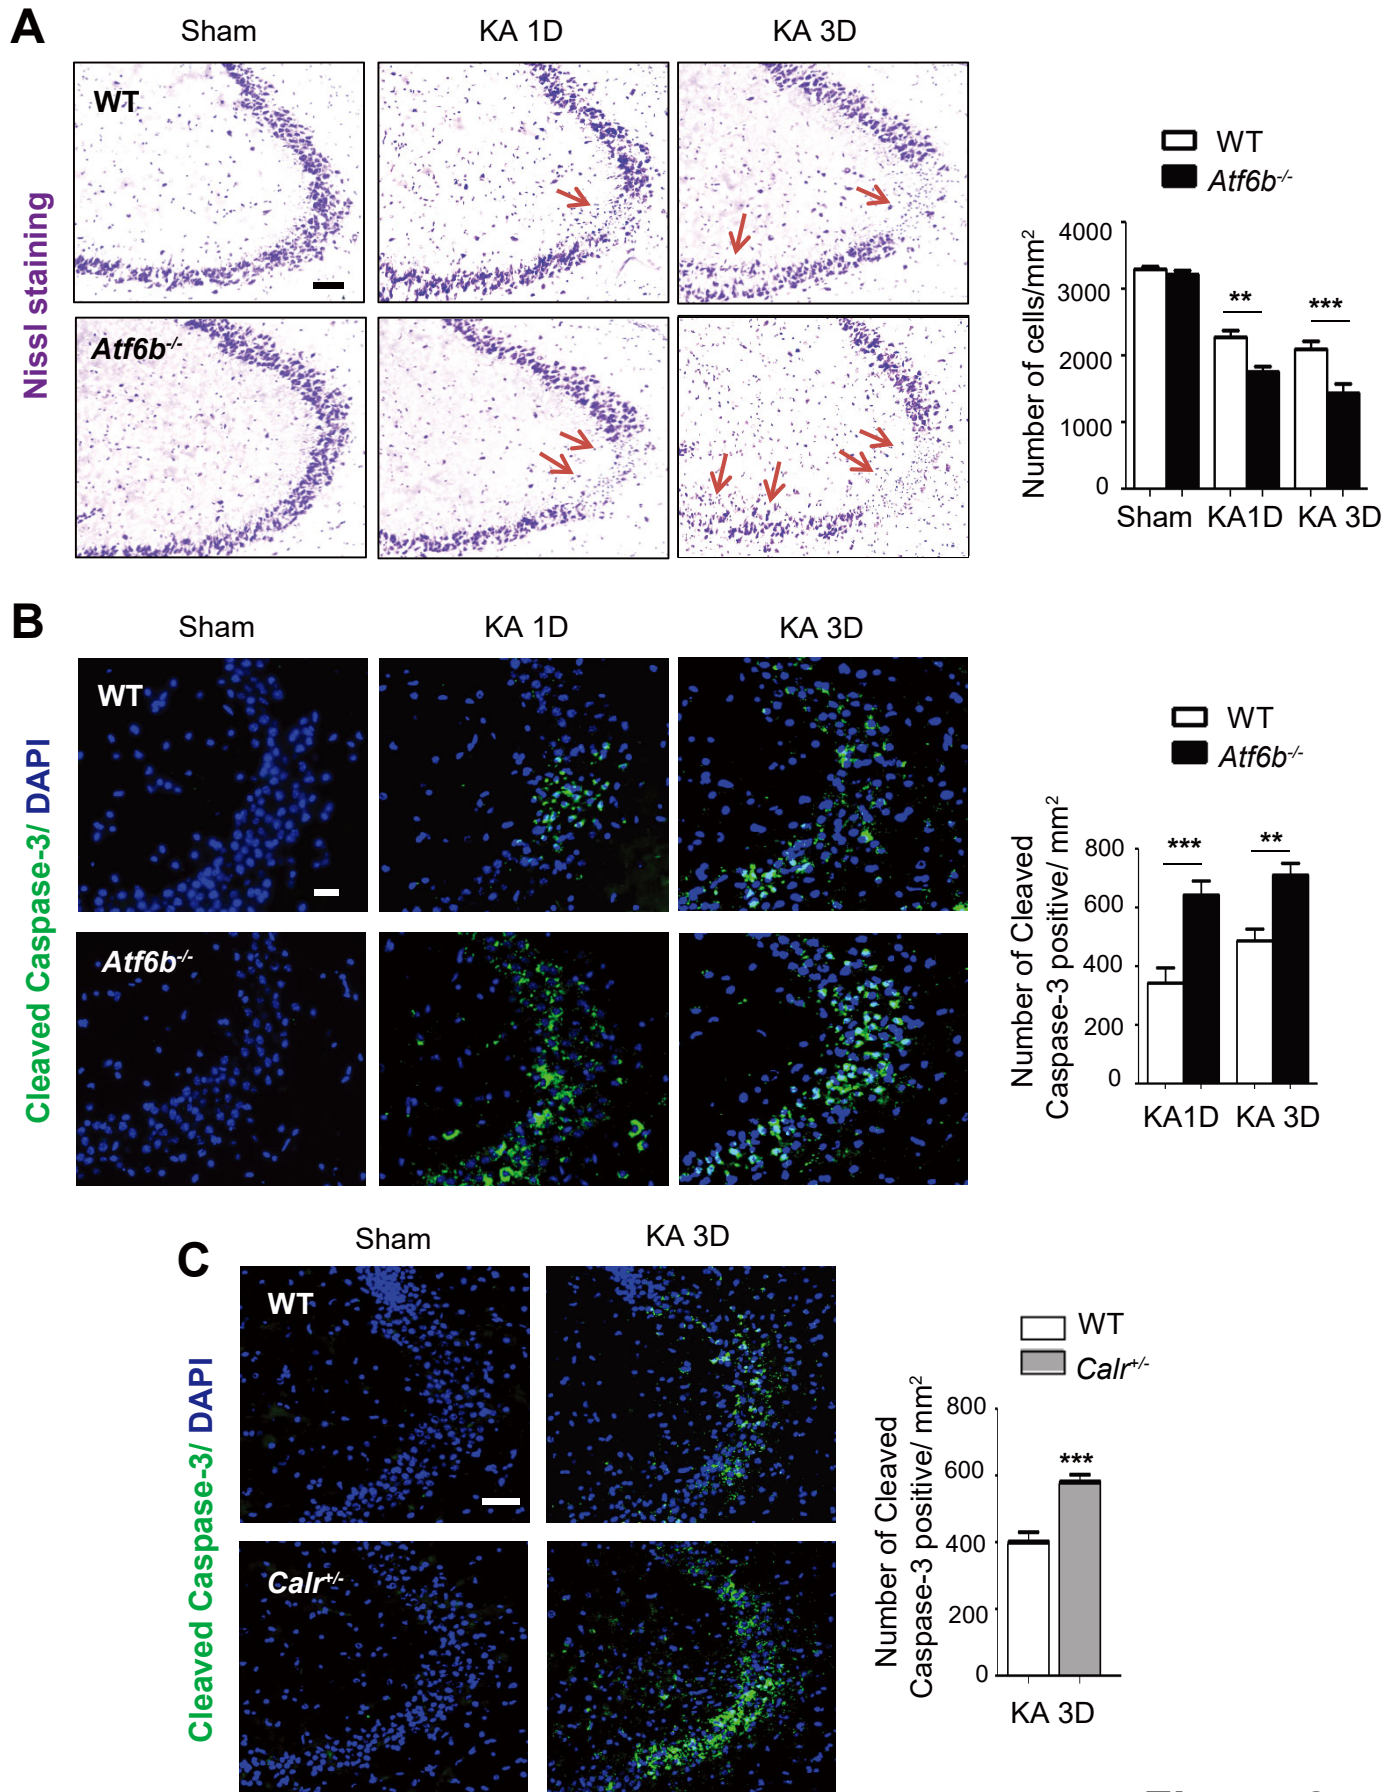 A
Sham KA 1D KA 3D
WT
Atf6b-/-
Nissl staining
WT
Atf6b-/-
Number of cells/mm2
4000
3000
2000
1000
0
** ***
Sham KA1D KA 3D
B
Sham KA 1D KA 3D
WT
Atf6b-/-
Cleaved Caspase-3/ DAPI
WT
Atf6b-/-
Number of Cleaved
Caspase-3 positive/ mm2
800
600
400
200
0
*** **
KA1D KA 3D
C
Sham KA 3D
WT
Calr+/-
Cleaved Caspase-3/ DAPI
WT
Calr+/-
Number of Cleaved
Caspase-3 positive/ mm2
800
600
400
200
0
***
KA 3D